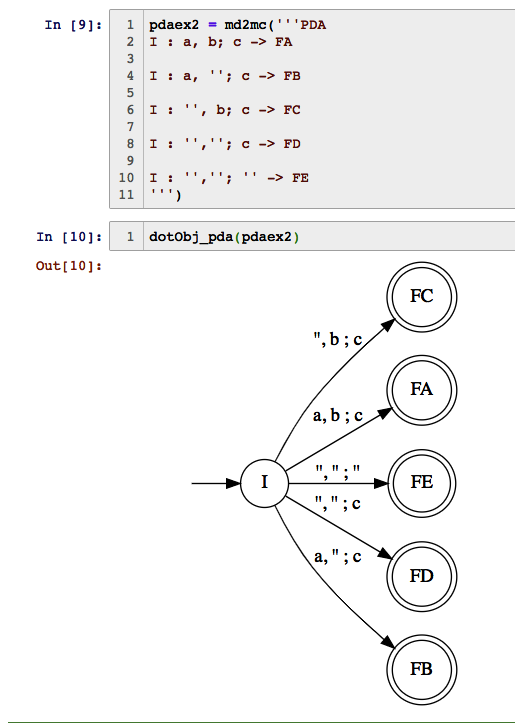 In [9]:
1 pdaex2 = md2mc('''PDA
2 I : a, b; c -> FA
3
4 I : a, ''; c -> FB
5
6 I : '', b; c -> FC
7
8 I : '',''; c -> FD
9
10 I : '',''; '' -> FE
11 ''')
In [10]:
1 dotObj_pda(pdaex2)
Out[10]:
FC
'', b ; c
FA
a, b ; c
I
'', '' ; ''
FE
'', '' ; c
FD
a, '' ; c
FB